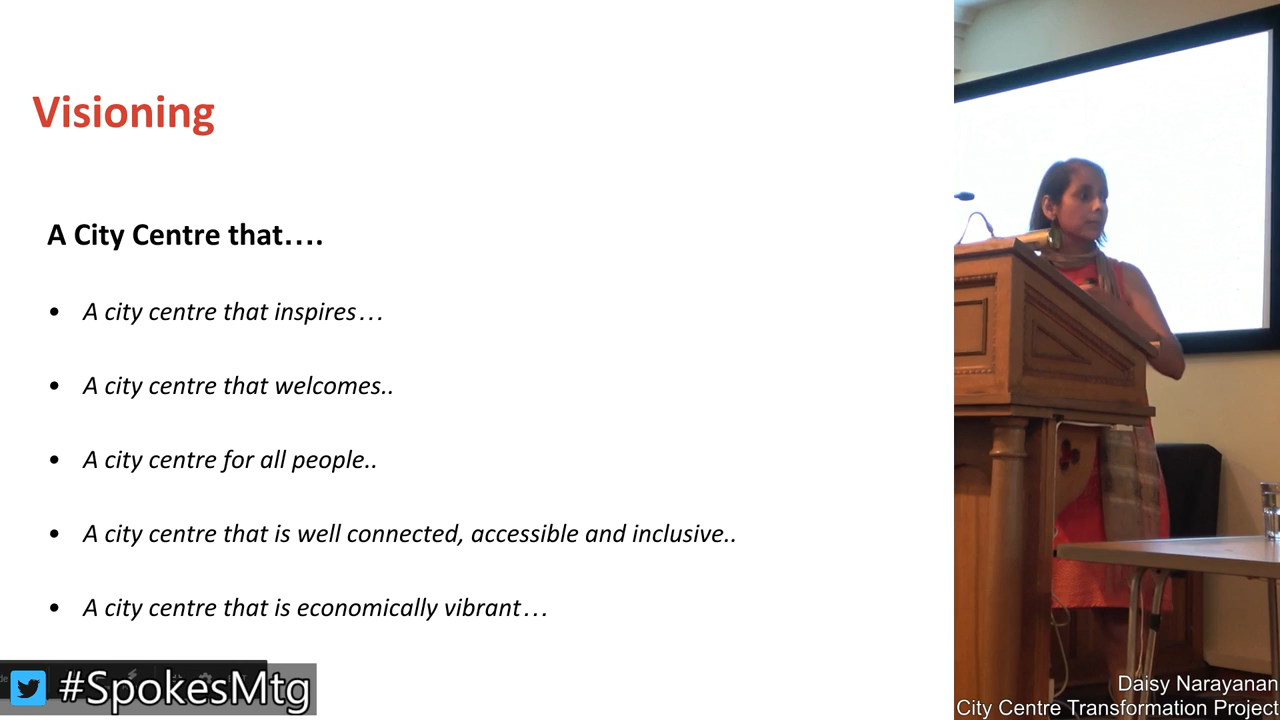 Visioning
A City Centre that....
• A city centre that inspires...
• A city centre that welcomes..
• A city centre for all people..
• A city centre that is well connected, accessible and inclusive..
• A city centre that is economically vibrant...
#SpokesMtg
Daisy Narayanan
City Centre Transformation Project